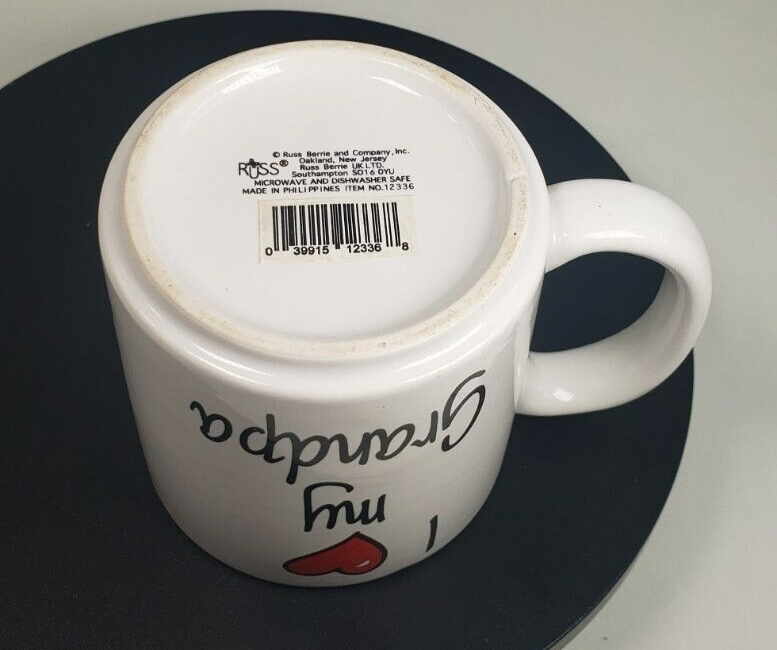 © Russ Berrie and Company, Inc.
Oakland, New Jersey
RUSS®
Russ Berrie UK LTD.
Southampton SO16 0YU
MICROWAVE AND DISHWASHER SAFE
MADE IN PHILIPPINES ITEM NO.12336
0 39915 12336 8
I
my
Grandpa